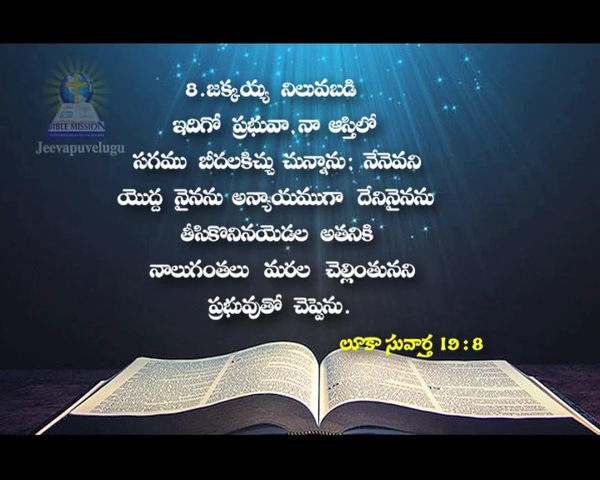 BIBLE MISSION
Jeevapuvelugu
8.జక్కయ్య నిలువబడి
ఇదిగో ప్రభువా,నా ఆస్తిలో
సగము బీదలకిచ్చు చున్నాను; నేనెవని
యొద్ద నైనను అన్యాయముగా దేనినైనను
తీసికొనినయెడల అతనికి
నాలుగంతలు మరల చెల్లింతునని
ప్రభువుతో చెప్పెను.
లూకా సువార్త 19:8